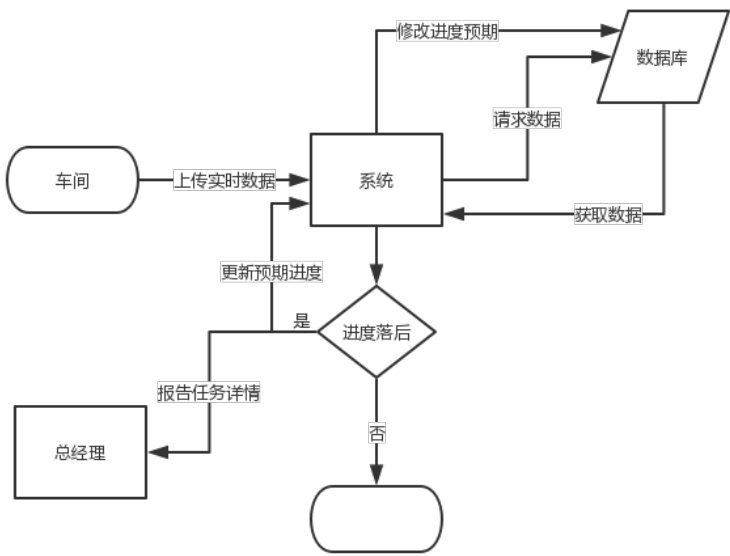 修改进度预期
数据库
请求数据
车间
上传实时数据
系统
获取数据
更新预期进度
是
进度落后
报告任务详情
总经理
否